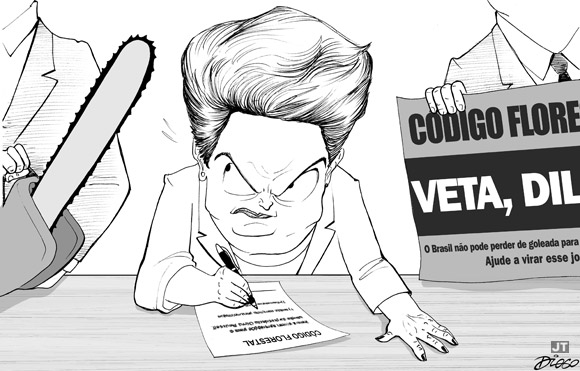 CÓDIGO FLORE
VETA, DIL
O Brasil não pode perder de goleada para
Ajude a virar esse jo
CÓDIGO FLORESTAL
JT
DIOGO